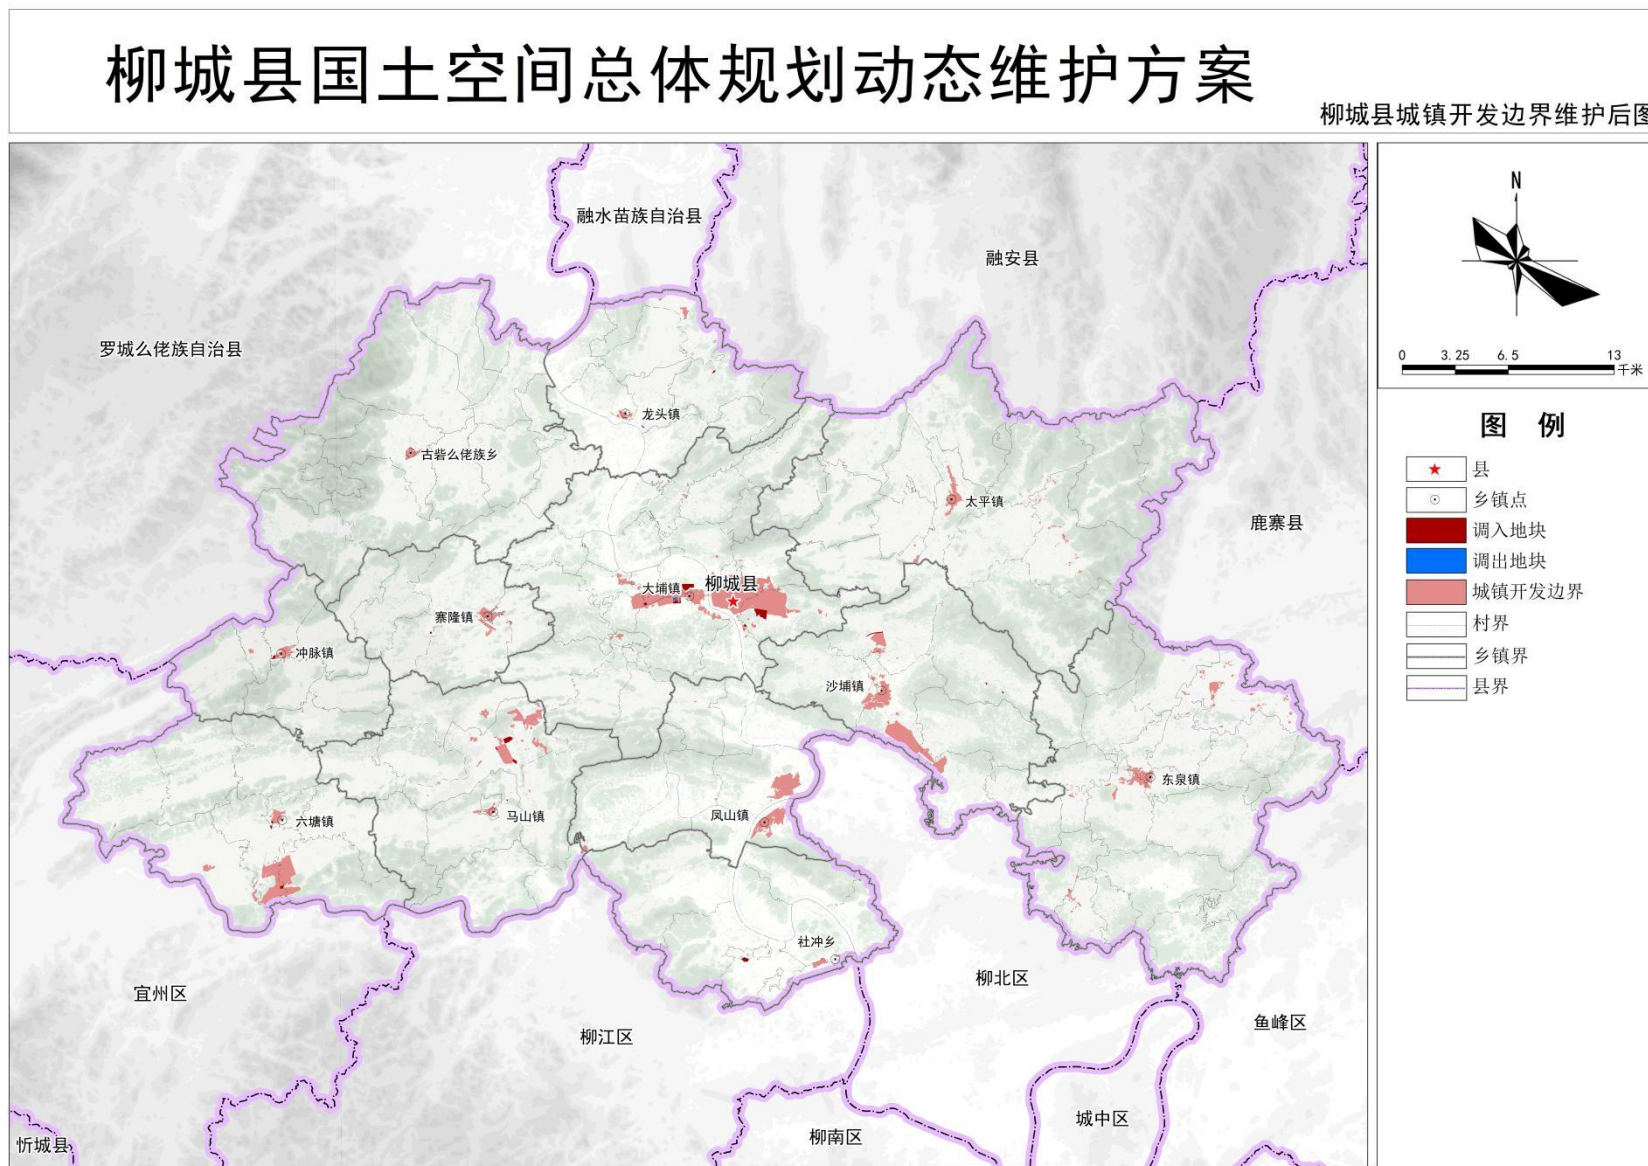 柳城县国土空间总体规划动态维护方案
柳城县城镇开发边界维护后图
融水苗族自治县
融安县
罗城么佬族自治县
龙头镇
古砦么佬族乡
太平镇
鹿寨县
大埔镇
柳城县
寨隆镇
冲脉镇
沙埔镇
东泉镇
六塘镇
马山镇
凤山镇
社冲乡
宜州区
柳江区
柳北区
鱼峰区
城中区
柳南区
忻城县
N
0 3.25 6.5 13
千米
图 例
县
乡镇点
调入地块
调出地块
城镇开发边界
村界
乡镇界
县界